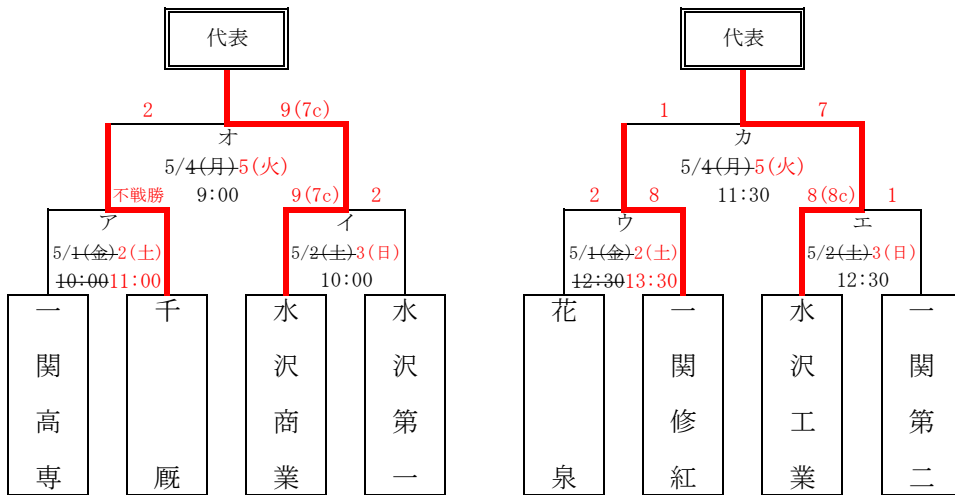 代表
代表
2 9(7c)
1 7
オ
カ
5/4(月)5(火)
5/4(月)5(火)
不戦勝 9:00 9(7c) 2
2 8 11:30 8(8c) 1
ア
イ
ウ
エ
5/1(金)2(土)
5/2(土)3(日)
5/1(金)2(土)
5/2(土)3(日)
10:0011:00
10:00
12:3013:30
12:30
一関高専
千厩
水沢商業
水沢第一
花泉
一関修紅
水沢工業
一関第二